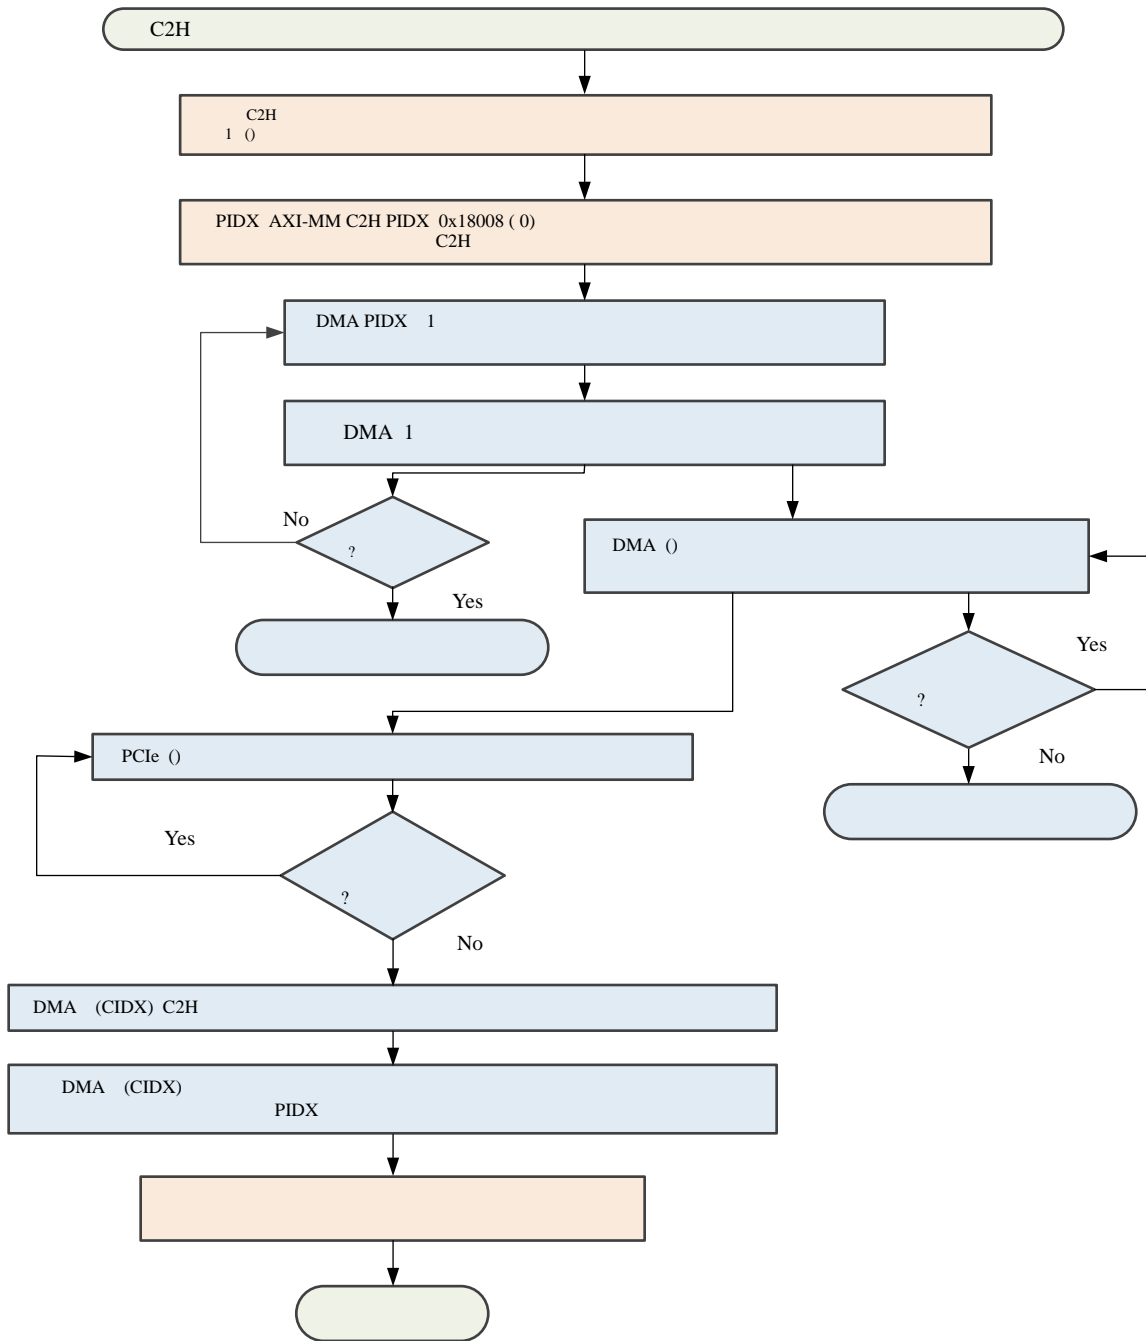 C2H
C2H
1 ()
PIDX AXI-MM C2H PIDX 0x18008 ( 0)
C2H
DMA PIDX 1
DMA 1
No
?
Yes
DMA ()
Yes
?
No
PCIe ()
Yes
?
No
DMA (CIDX) C2H
DMA (CIDX)
PIDX